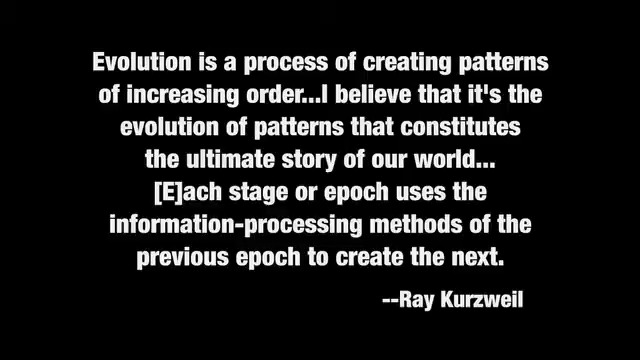 Evolution is a process of creating patterns
of increasing order...I believe that it's the
evolution of patterns that constitutes
the ultimate story of our world...
[E]ach stage or epoch uses the
information-processing methods of the
previous epoch to create the next.
--Ray Kurzweil